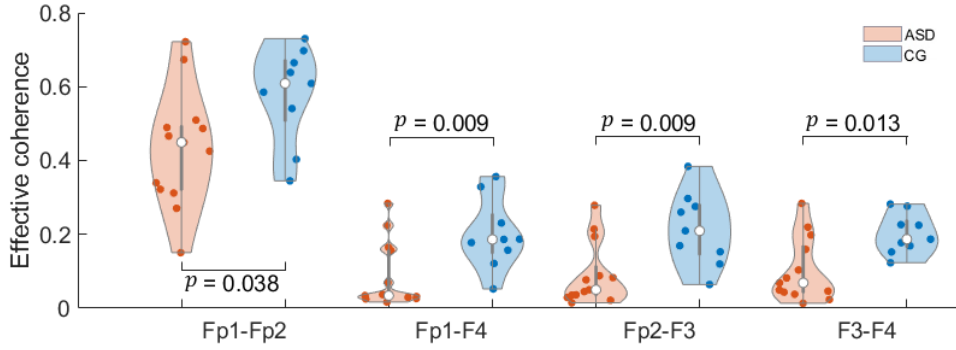 0.8
ASD
CG
0.6
p = 0.009
p = 0.009
p = 0.013
0.4
Effective coherence
0.2
p = 0.038
0
Fp1-Fp2
Fp1-F4
Fp2-F3
F3-F4